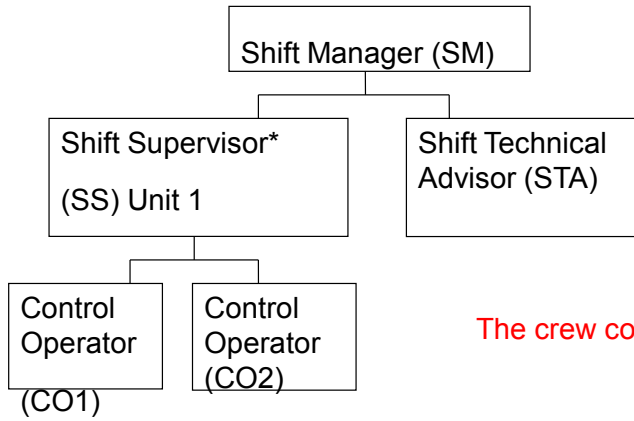 Shift Manager (SM)
Shift Supervisor*
(SS) Unit 1
Shift Technical
Advisor (STA)
Control
Operator
(CO1)
Control
Operator
(CO2)
The crew co